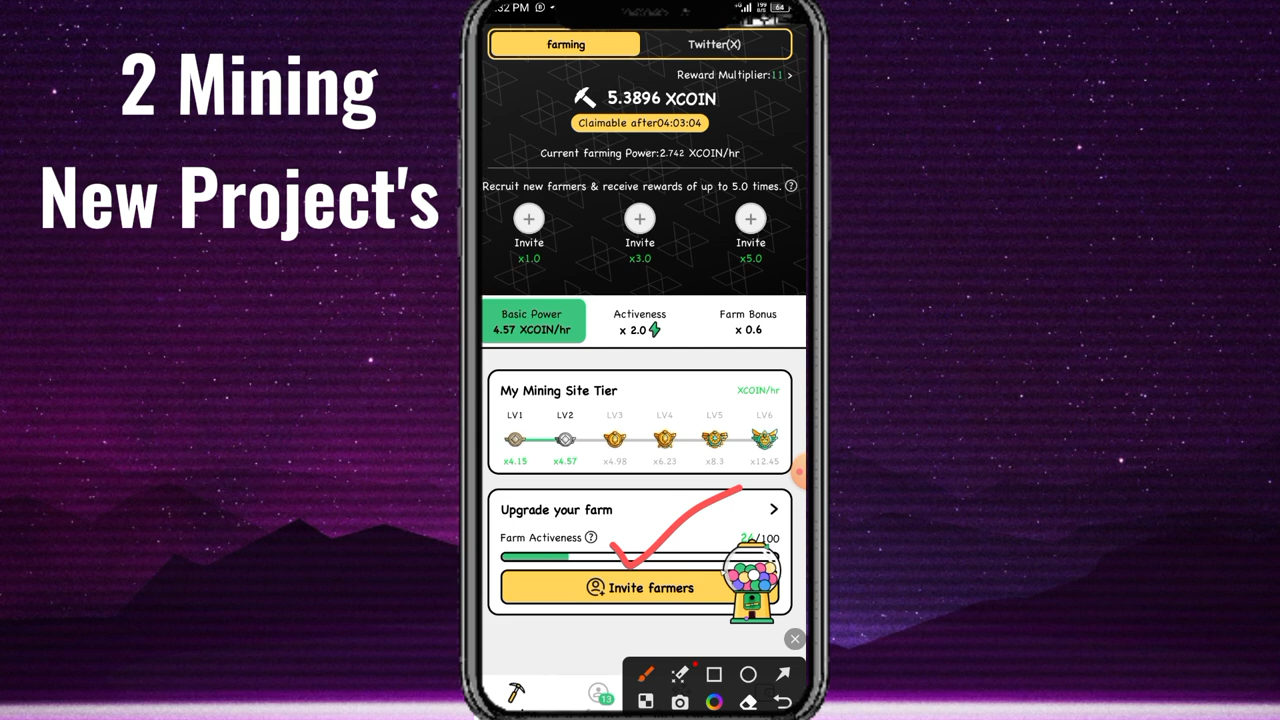 2 Mining
New Project's
:32 PM
199
B/S
64
farming
Twitter(X)
Reward Multiplier:11 >
5.3896 XCOIN
Claimable after04:03:04
Current farming Power:2.742 XCOIN/hr
Recruit new farmers & receive rewards of up to 5.0 times. ?
Invite Invite Invite
x1.0 x3.0 x5.0
Basic Power Activeness Farm Bonus
4.57 XCOIN/hr x 2.0 x 0.6
My Mining Site Tier XCOIN/hr
LV1 LV2 LV3 LV4 LV5 LV6
x4.15 x4.57 x4.98 x6.23 x8.3 x12.45
Upgrade your farm >
Farm Activeness ? 24/100
Invite farmers
13